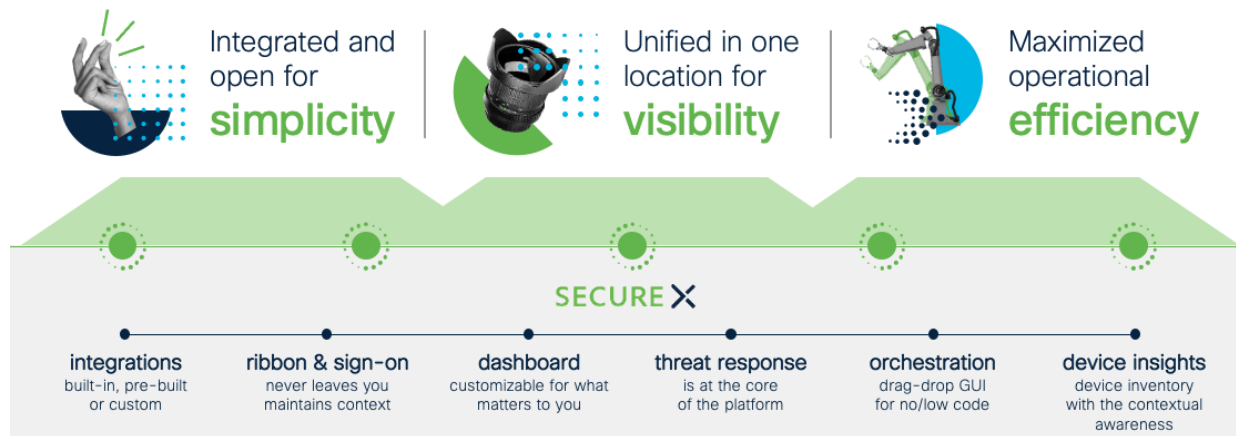 Integrated and
open for
simplicity
Unified in one
location for
visibility
Maximized
operational
efficiency
SECURE X
integrations
built-in, pre-built
or custom
ribbon & sign-on
never leaves you
maintains context
dashboard
customizable for what
matters to you
threat response
is at the core
of the platform
orchestration
drag-drop GUI
for no/low code
device insights
device inventory
with the contextual
awareness